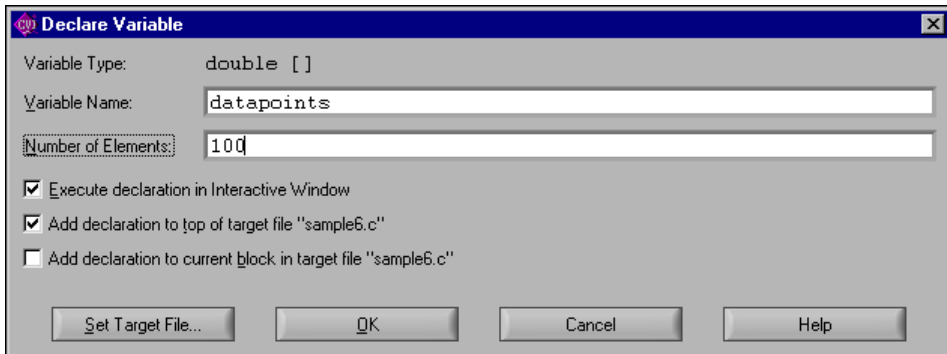 CVI Declare Variable
Variable Type: double []
Variable Name: datapoints
Number of Elements: 100
Execute declaration in Interactive Window
Add declaration to top of target file "sample6.c"
Add declaration to current block in target file "sample6.c"
Set Target File... OK Cancel Help